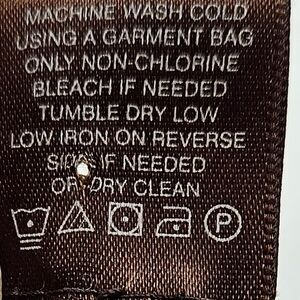 MACHINE WASH COLD
USING A GARMENT BAG
ONLY NON-CHLORINE
BLEACH IF NEEDED
TUMBLE DRY LOW
LOW IRON ON REVERSE
SIDE IF NEEDED
OR DRY CLEAN
P